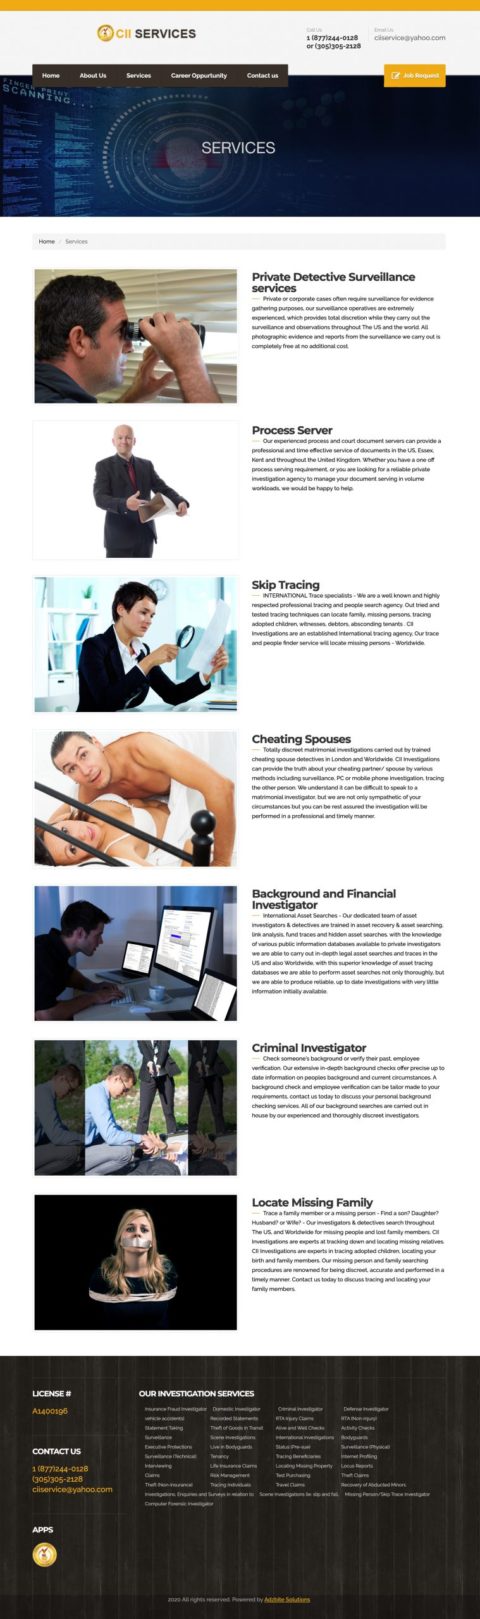 CII SERVICES
Call Us
1 (877)244-0128
or (305)305-2128
Email Us
ciiservice@yahoo.com
Home
About Us
Services
Career Oppurtunity
Contact us
Job Request
FINGER PRINT
SCANNING...
SERVICES
Home / Services
Private Detective Surveillance
services
Private or corporate cases often require surveillance for evidence
gathering purposes, our surveillance operatives are extremely
experienced, which provides total discretion while they carry out the
surveillance and observations throughout The US and the world. All
photographic evidence and reports from the surveillance we carry out is
completely free at no additional cost.
Process Server
Our experienced process and court document servers can provide a
professional and time effective service of documents in the US, Essex,
Kent and throughout the United Kingdom. Whether you have a one off
process serving requirement, or you are looking for a reliable private
investigation agency to manage your document serving in volume
workloads, we would be happy to help.
Skip Tracing
INTERNATIONAL Trace specialists - We are a well known and highly
respected professional tracing and people search agency. Out tried and
tested tracing techniques can locate family, missing persons, tracing
adopted children, witnesses, debtors, absconding tenants . CII
Investigations are an established International tracing agency, Our trace
and people finder service will locate missing persons - Worldwide.
Cheating Spouses
Totally discreet matrimonial investigations carried out by trained
cheating spouse detectives in London and Worldwide, CII Investigations
can provide the truth about your cheating partner/ spouse by various
methods including surveillance, PC or mobile phone investigation, tracing
the other person. We understand it can be difficult to speak to a
matrimonial investigator, but we are not only sympathetic of your
circumstances but you can be rest assured the investigation will be
performed in a professional and timely manner.
Background and Financial
Investigator
International Asset Searches - Our dedicated team of asset
investigators & detectives are trained in asset recovery & asset searching,
link analysis, fund traces and hidden asset searches, with the knowledge
of various public information databases available to private investigators
we are able to carry out in-depth legal asset searches and traces in the
US and also Worldwide, with this superior knowledge of asset tracing
databases we are able to perform asset searches not only thoroughly, but
we are able to produce reliable, up to date investigations with very little
information initially available.
Criminal Investigator
Check someone's background or verify their past, employee
verification. Our extensive in-depth background checks offer precise up to
date information on peoples background and current circumstances. A
background check and employee verification can be tailor made to your
requirements, contact us today to discuss your personal background
checking services. All of our background searches are carried out in
house by our experienced and thoroughly discreet investigators.
Locate Missing Family
Trace a family member or a missing person - Find a son? Daughter?
Husband? or Wife? - Our investigators & detectives search throughout
The US, and Worldwide for missing people and lost family members. CII
Investigations are experts at tracking down and locating missing relatives.
CII Investigations are experts in tracing adopted children, locating your
birth and family members. Our missing person and family searching
procedures are renowned for being discreet, accurate and performed in a
timely manner. Contact us today to discuss tracing and locating your
family members.
LICENSE #
A1400196
CONTACT US
1 (877)244-0128
(305)305-2128
ciiservice@yahoo.com
APPS
OUR INVESTIGATION SERVICES
Insurance Fraud Investigator Domestic Investigator Criminal Investigator Defense Investigator
vehicle accidents) Recorded Statements RTA Injury Claims RTA (Non-injury)
Statement Taking Theft of Goods in Transit Alive and Well Checks Activity Checks
Surveillance Scene Investigations International Investigations Bodyguards
Executive Protections Live in Bodyguards Status (Pre-sue) Surveillance (Physical)
Surveillance (Technical) Tenancy Tracing Beneficiaries Internet Profiling
Interviewing Life Insurance Claims Locating Missing Property Locus Reports
Claims Risk Management Test Purchasing Theft Claims
Theft (Non-insurance) Tracing Individuals Travel Claims Recovery of Abducted Minors
Investigations, Enquiries and Surveys in relation to Scene Investigations (ie. slip and fall, Missing Person/Skip Trace Investigator
Computer Forensic Investigator
2020 All rights reserved. Powered by Adzbite Solutions